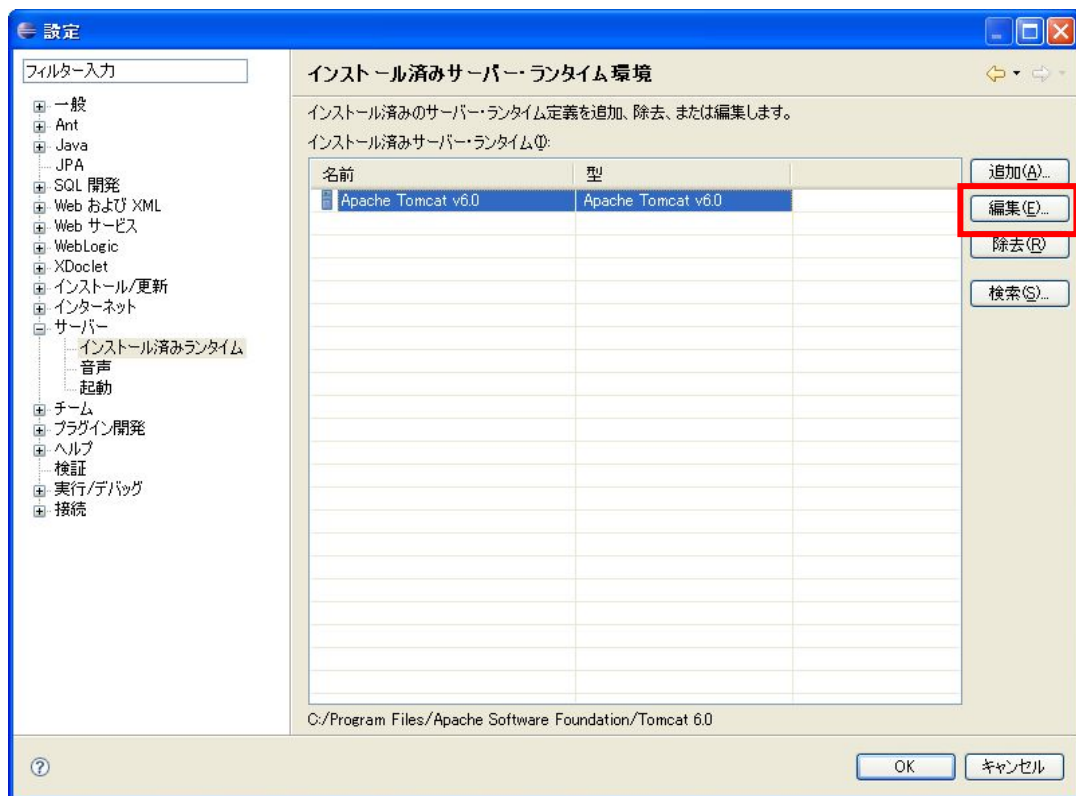 設定
フィルター入力
一般
Ant
Java
JPA
SQL 開発
Web および XML
Web サービス
WebLogic
XDoclet
インストール/更新
インターネット
サーバー
インストール済みランタイム
音声
起動
チーム
プラグイン開発
ヘルプ
検証
実行/デバッグ
接続
インストール済みサーバー・ランタイム環境
インストール済みのサーバー・ランタイム定義を追加、除去、または編集します。
インストール済みサーバー・ランタイム(I):
名前 型
Apache Tomcat v6.0 Apache Tomcat v6.0
追加(A)...
編集(E)...
除去(R)
検索(S)...
C:/Program Files/Apache Software Foundation/Tomcat 6.0
OK キャンセル